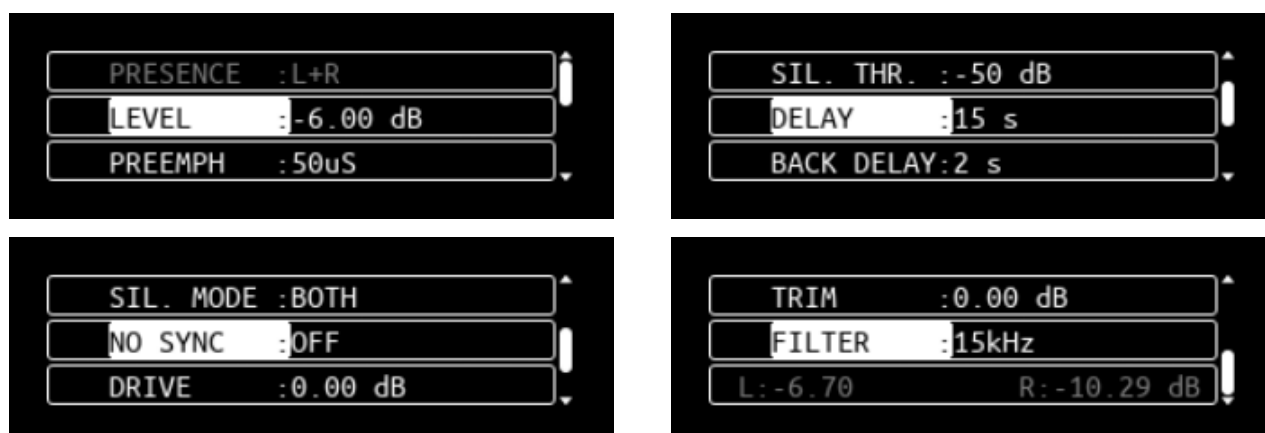 PRESENCE :L+R
LEVEL :-6.00 dB
PREEMPH :50uS
SIL. THR. :-50 dB
DELAY :15 s
BACK DELAY:2 s
SIL. MODE :BOTH
NO SYNC :OFF
DRIVE :0.00 dB
TRIM :0.00 dB
FILTER :15kHz
L:-6.70 R:-10.29 dB